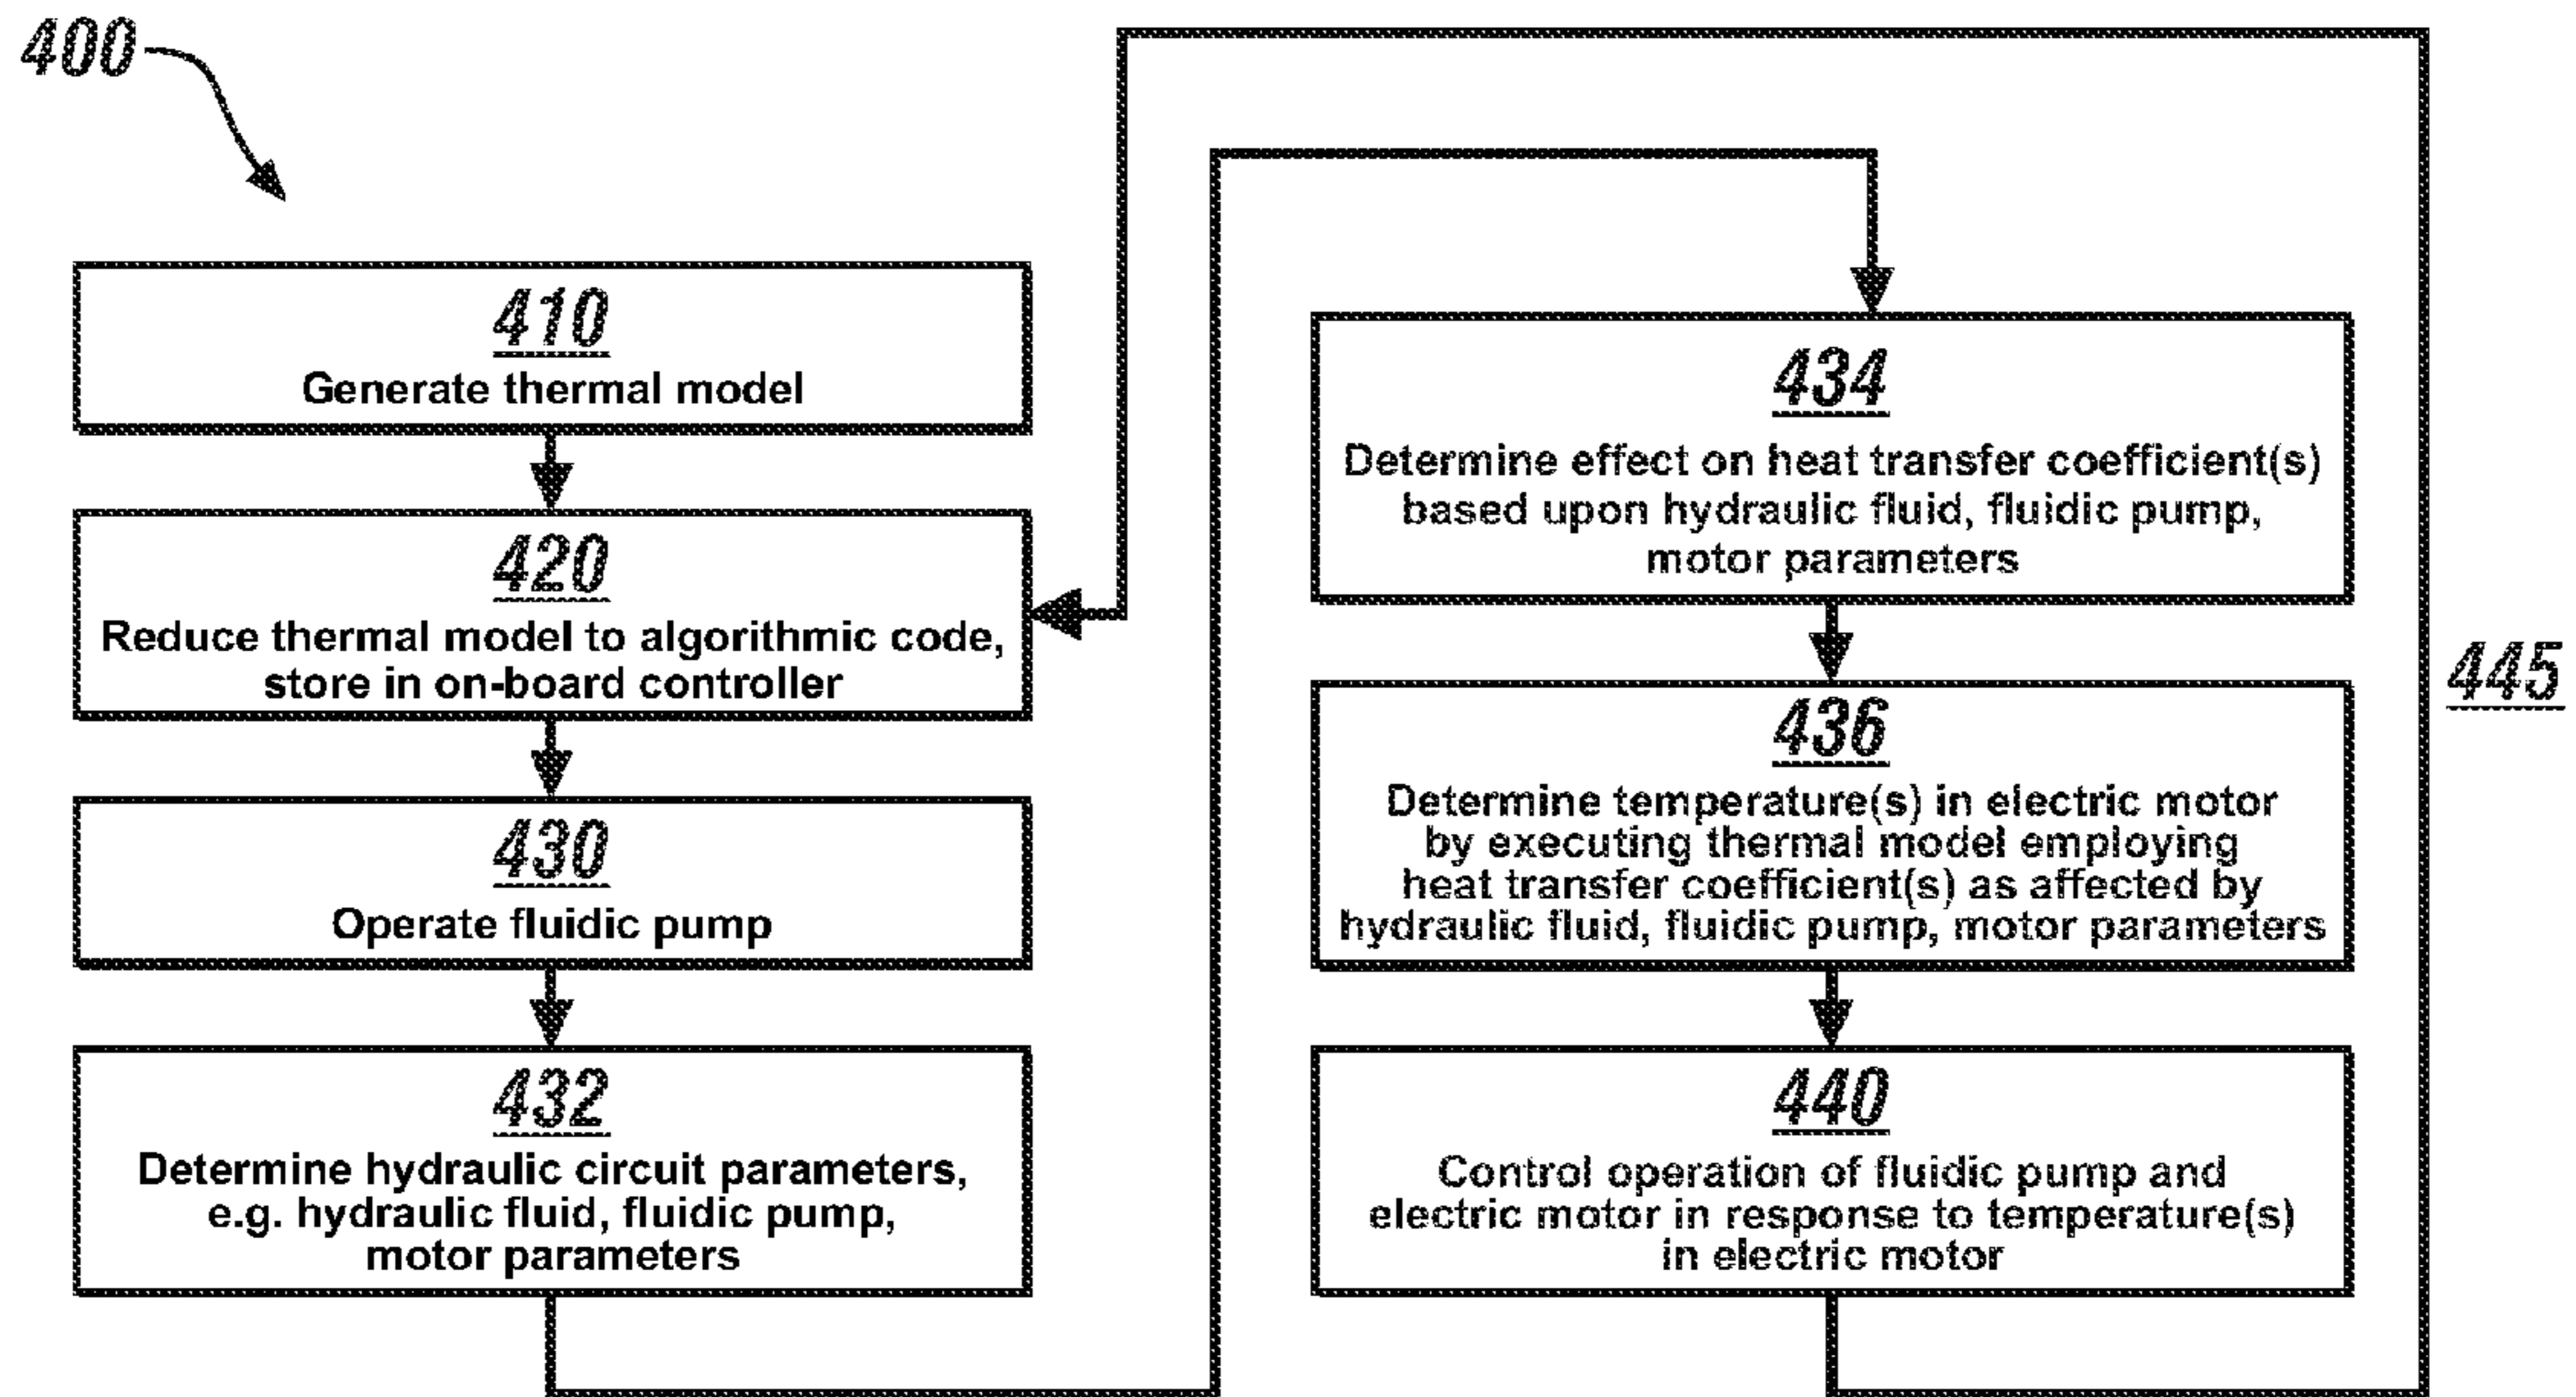 400
410
Generate thermal model
420
Reduce thermal model to algorithmic code,
store in on-board controller
430
Operate fluidic pump
432
Determine hydraulic circuit parameters,
e.g. hydraulic fluid, fluidic pump,
motor parameters
434
Determine effect on heat transfer coefficient(s)
based upon hydraulic fluid, fluidic pump,
motor parameters
436
Determine temperature(s) in electric motor
by executing thermal model employing
heat transfer coefficient(s) as affected by
hydraulic fluid, fluidic pump, motor parameters
440
Control operation of fluidic pump and
electric motor in response to temperature(s)
in electric motor
445